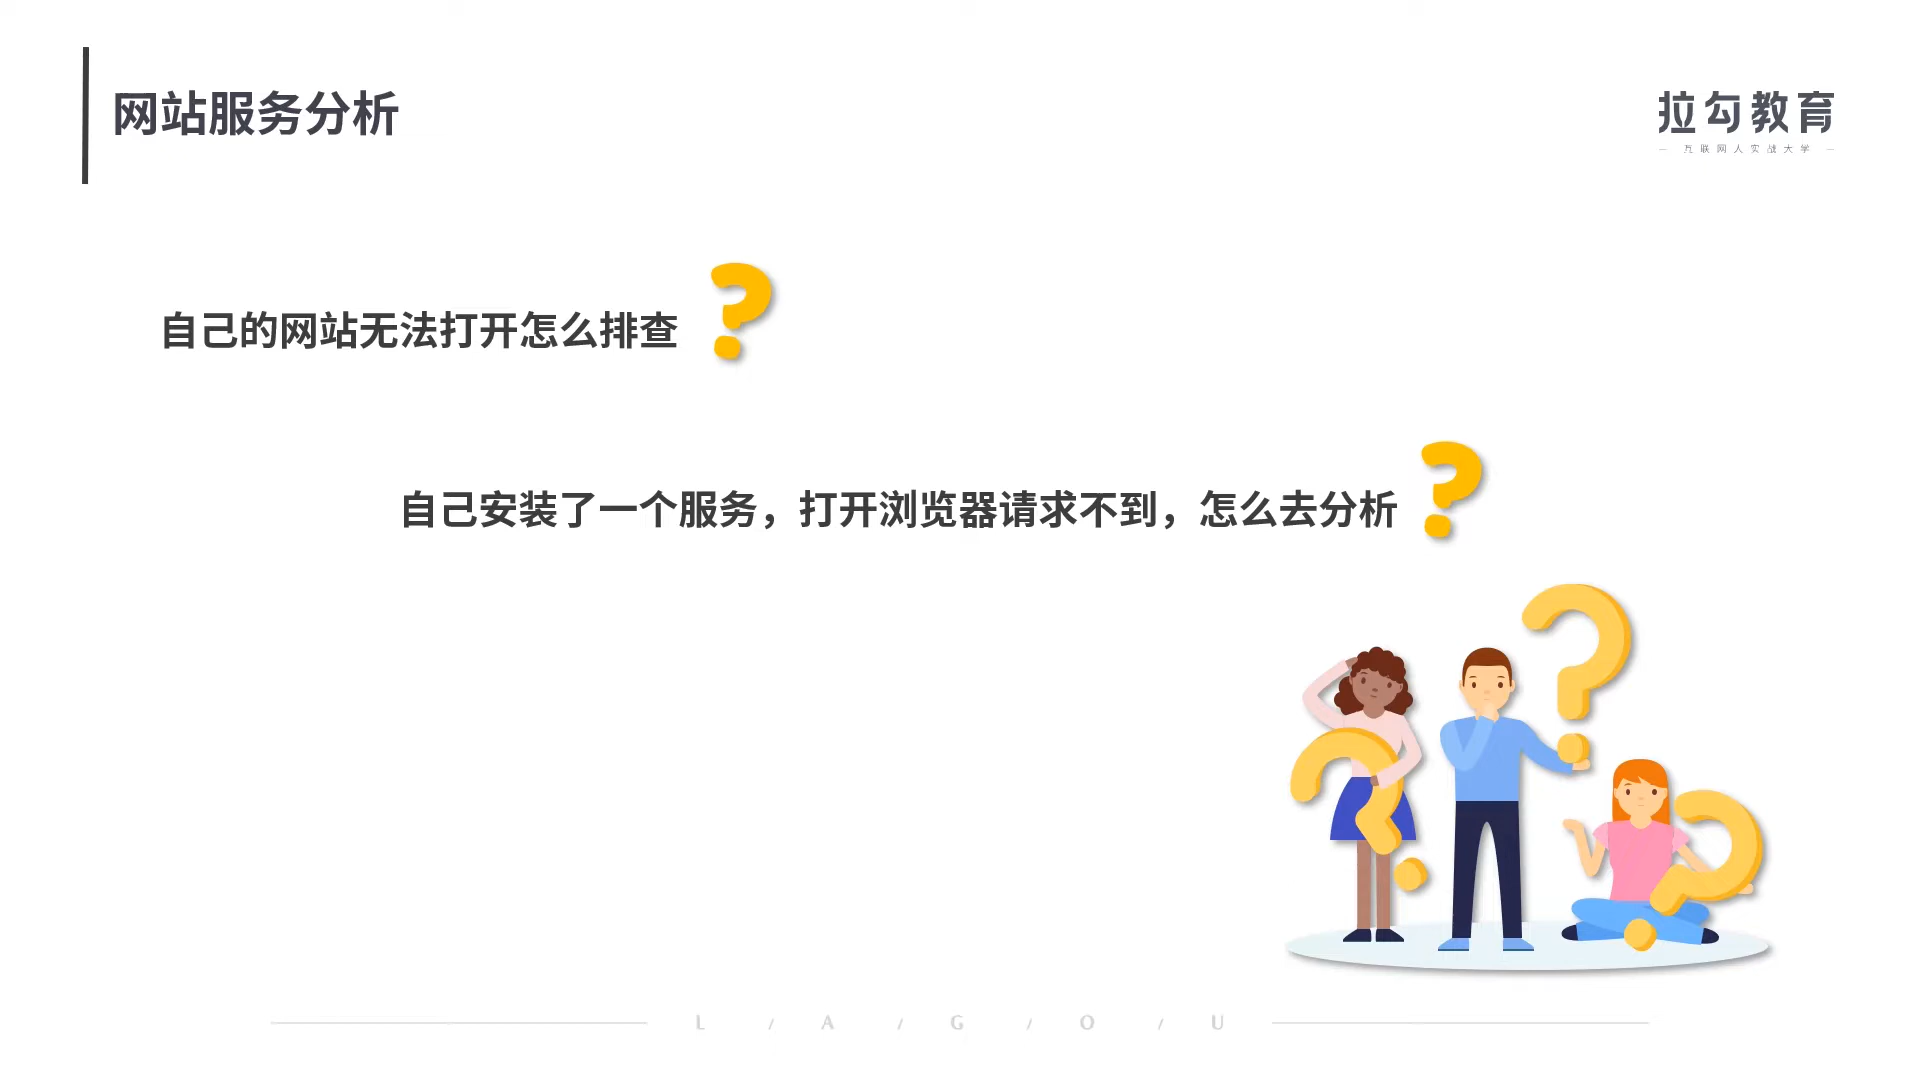 网站服务分析
拉勾教育
— 互联网人实战大学 —
自己的网站无法打开怎么排查?
自己安装了一个服务，打开浏览器请求不到，怎么去分析?
L / A / G / O / U